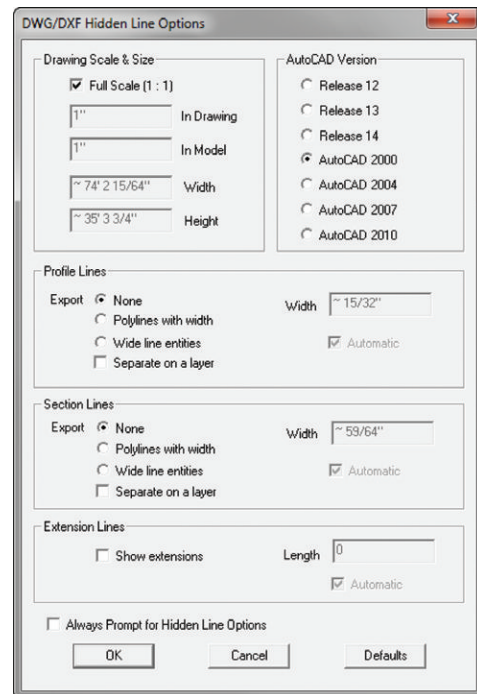 DWG/DXF Hidden Line Options
Drawing Scale & Size
Full Scale (1 : 1)
1" In Drawing
1" In Model
~ 74' 2 15/64" Width
~ 35' 3 3/4" Height
AutoCAD Version
Release 12
Release 13
Release 14
AutoCAD 2000
AutoCAD 2004
AutoCAD 2007
AutoCAD 2010
Profile Lines
Export None
Polylines with width
Wide line entities
Separate on a layer
Width ~ 15/32"
Automatic
Section Lines
Export None
Polylines with width
Wide line entities
Separate on a layer
Width ~ 59/64"
Automatic
Extension Lines
Show extensions
Length 0
Automatic
Always Prompt for Hidden Line Options
OK Cancel Defaults